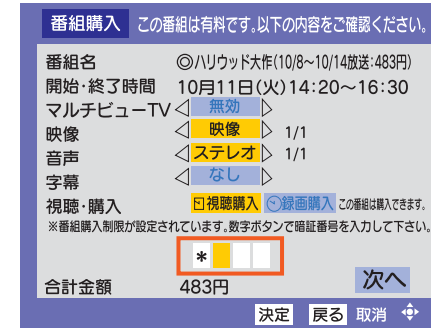 番組購入 この番組は有料です。以下の内容をご確認ください。
番組名 ◎ハリウッド大作(10/8~10/14放送:483円)
開始・終了時間 10月11日(火)14:20~16:30
マルチビューTV ◁ 無効 ▷
映像 ◁ 映像 ▷ 1/1
音声 ◁ ステレオ ▷ 1/1
字幕 ◁ なし ▷
視聴・購入 視聴購入 録画購入 この番組は購入できます。
※番組購入制限が設定されています。数字ボタンで暗証番号を入力して下さい。
*
合計金額 483円 次へ
決定 戻る 取消